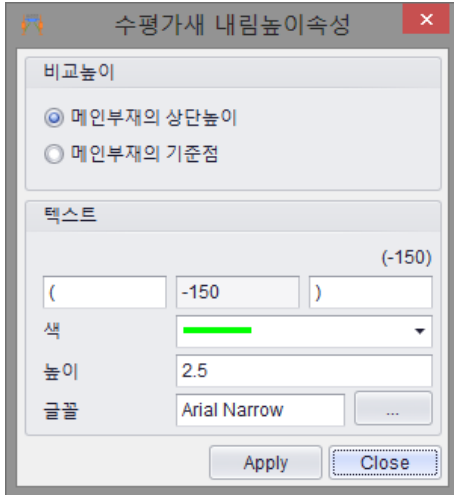 수평가새 내림높이속성
비교높이
메인부재의 상단높이
메인부재의 기준점
텍스트
(-150)
( -150 )
색
높이 2.5
글꼴 Arial Narrow ...
Apply Close